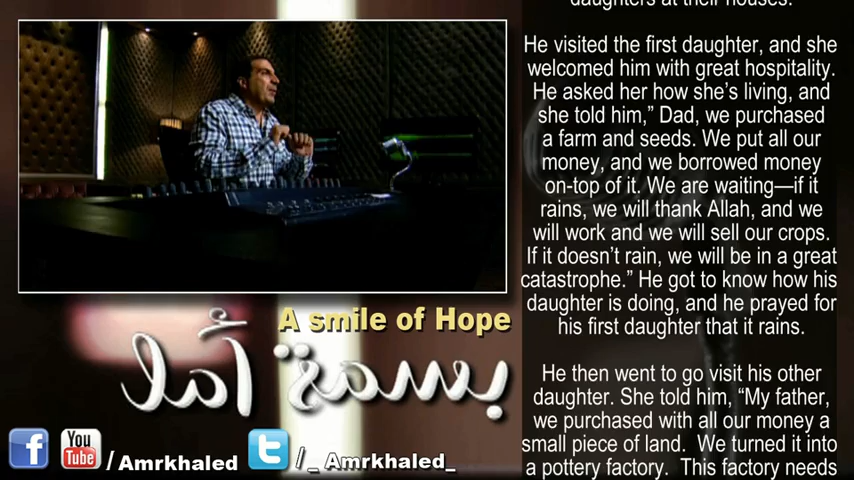 daughters at their houses.
He visited the first daughter, and she
welcomed him with great hospitality.
He asked her how she's living, and
she told him,” Dad, we purchased
a farm and seeds. We put all our
money, and we borrowed money
on-top of it. We are waiting—if it
rains, we will thank Allah, and we
will work and we will sell our crops.
If it doesn’t rain, we will be in a great
catastrophe.” He got to know how his
daughter is doing, and he prayed for
his first daughter that it rains.
He then went to go visit his other
daughter. She told him, “My father,
we purchased with all our money a
small piece of land. We turned it into
a pottery factory. This factory needs
A smile of Hope
بسمة أمل
f You Tube /Amrkhaled /_Amrkhaled_